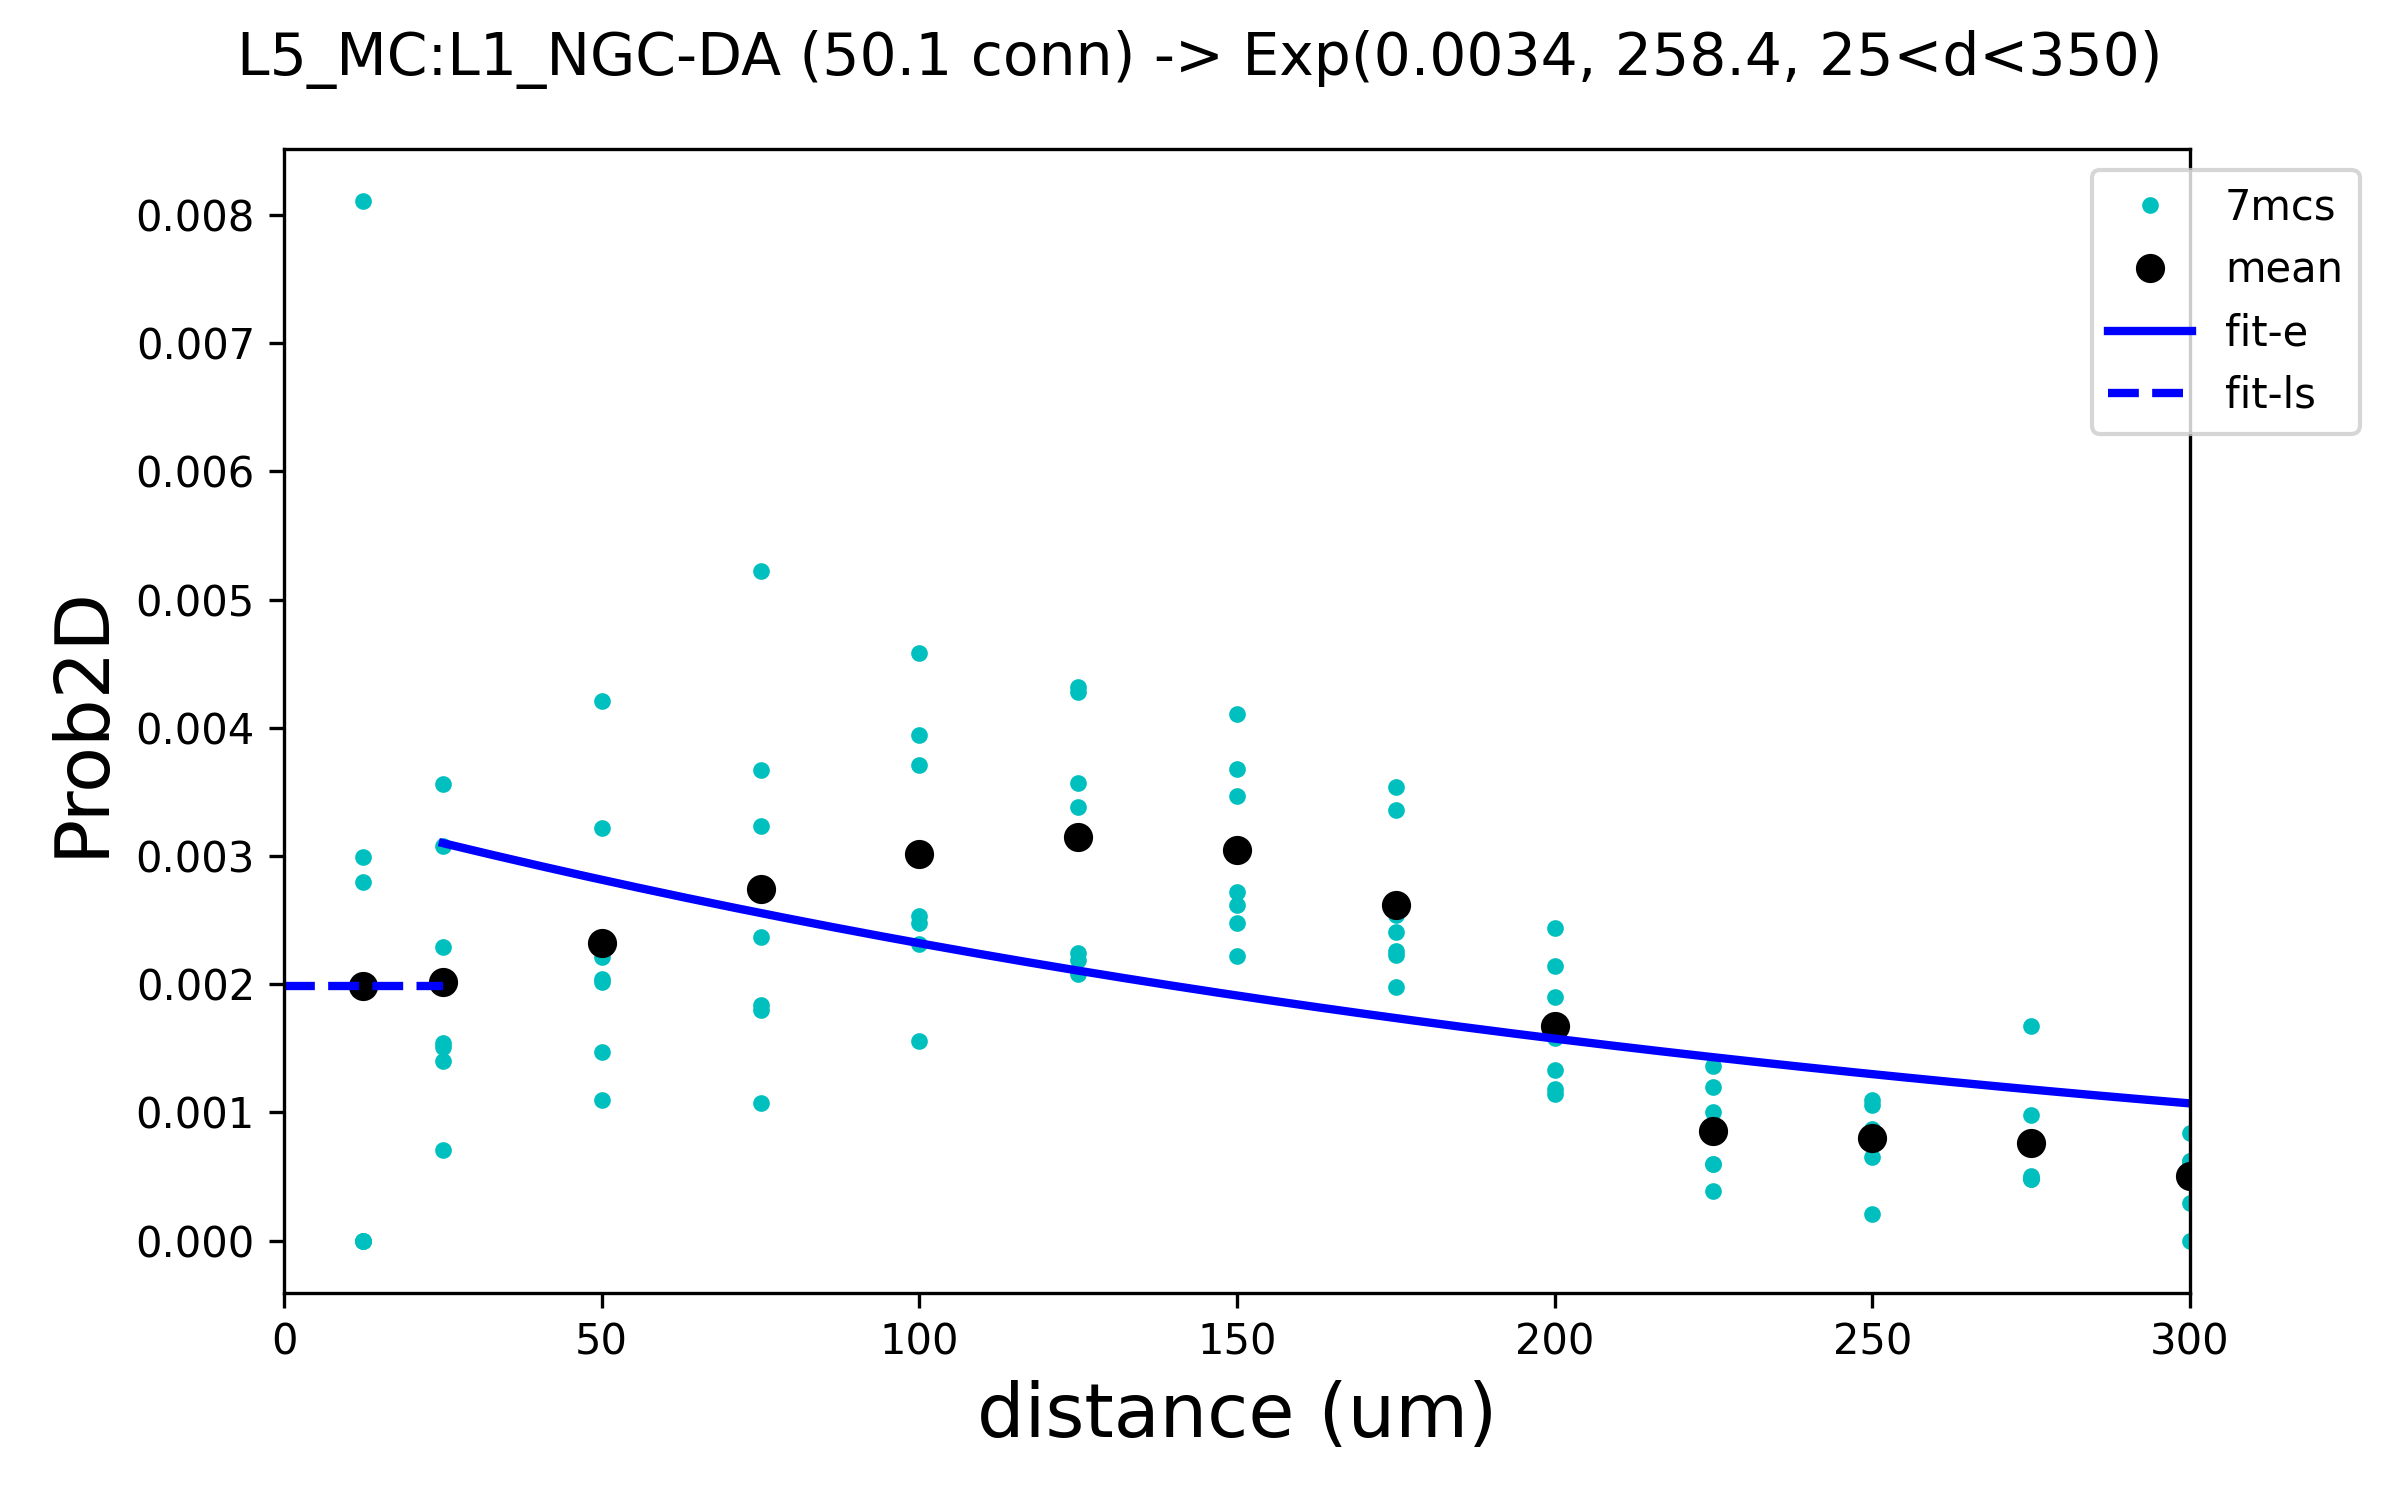 L5_MC:L1_NGC-DA (50.1 conn) -> Exp(0.0034, 258.4, 25<d<350)
7mcs
mean
fit-e
fit-ls
0.008
0.007
0.006
0.005
0.004
0.003
0.002
0.001
0.000
Prob2D
0 50 100 150 200 250 300
distance (um)